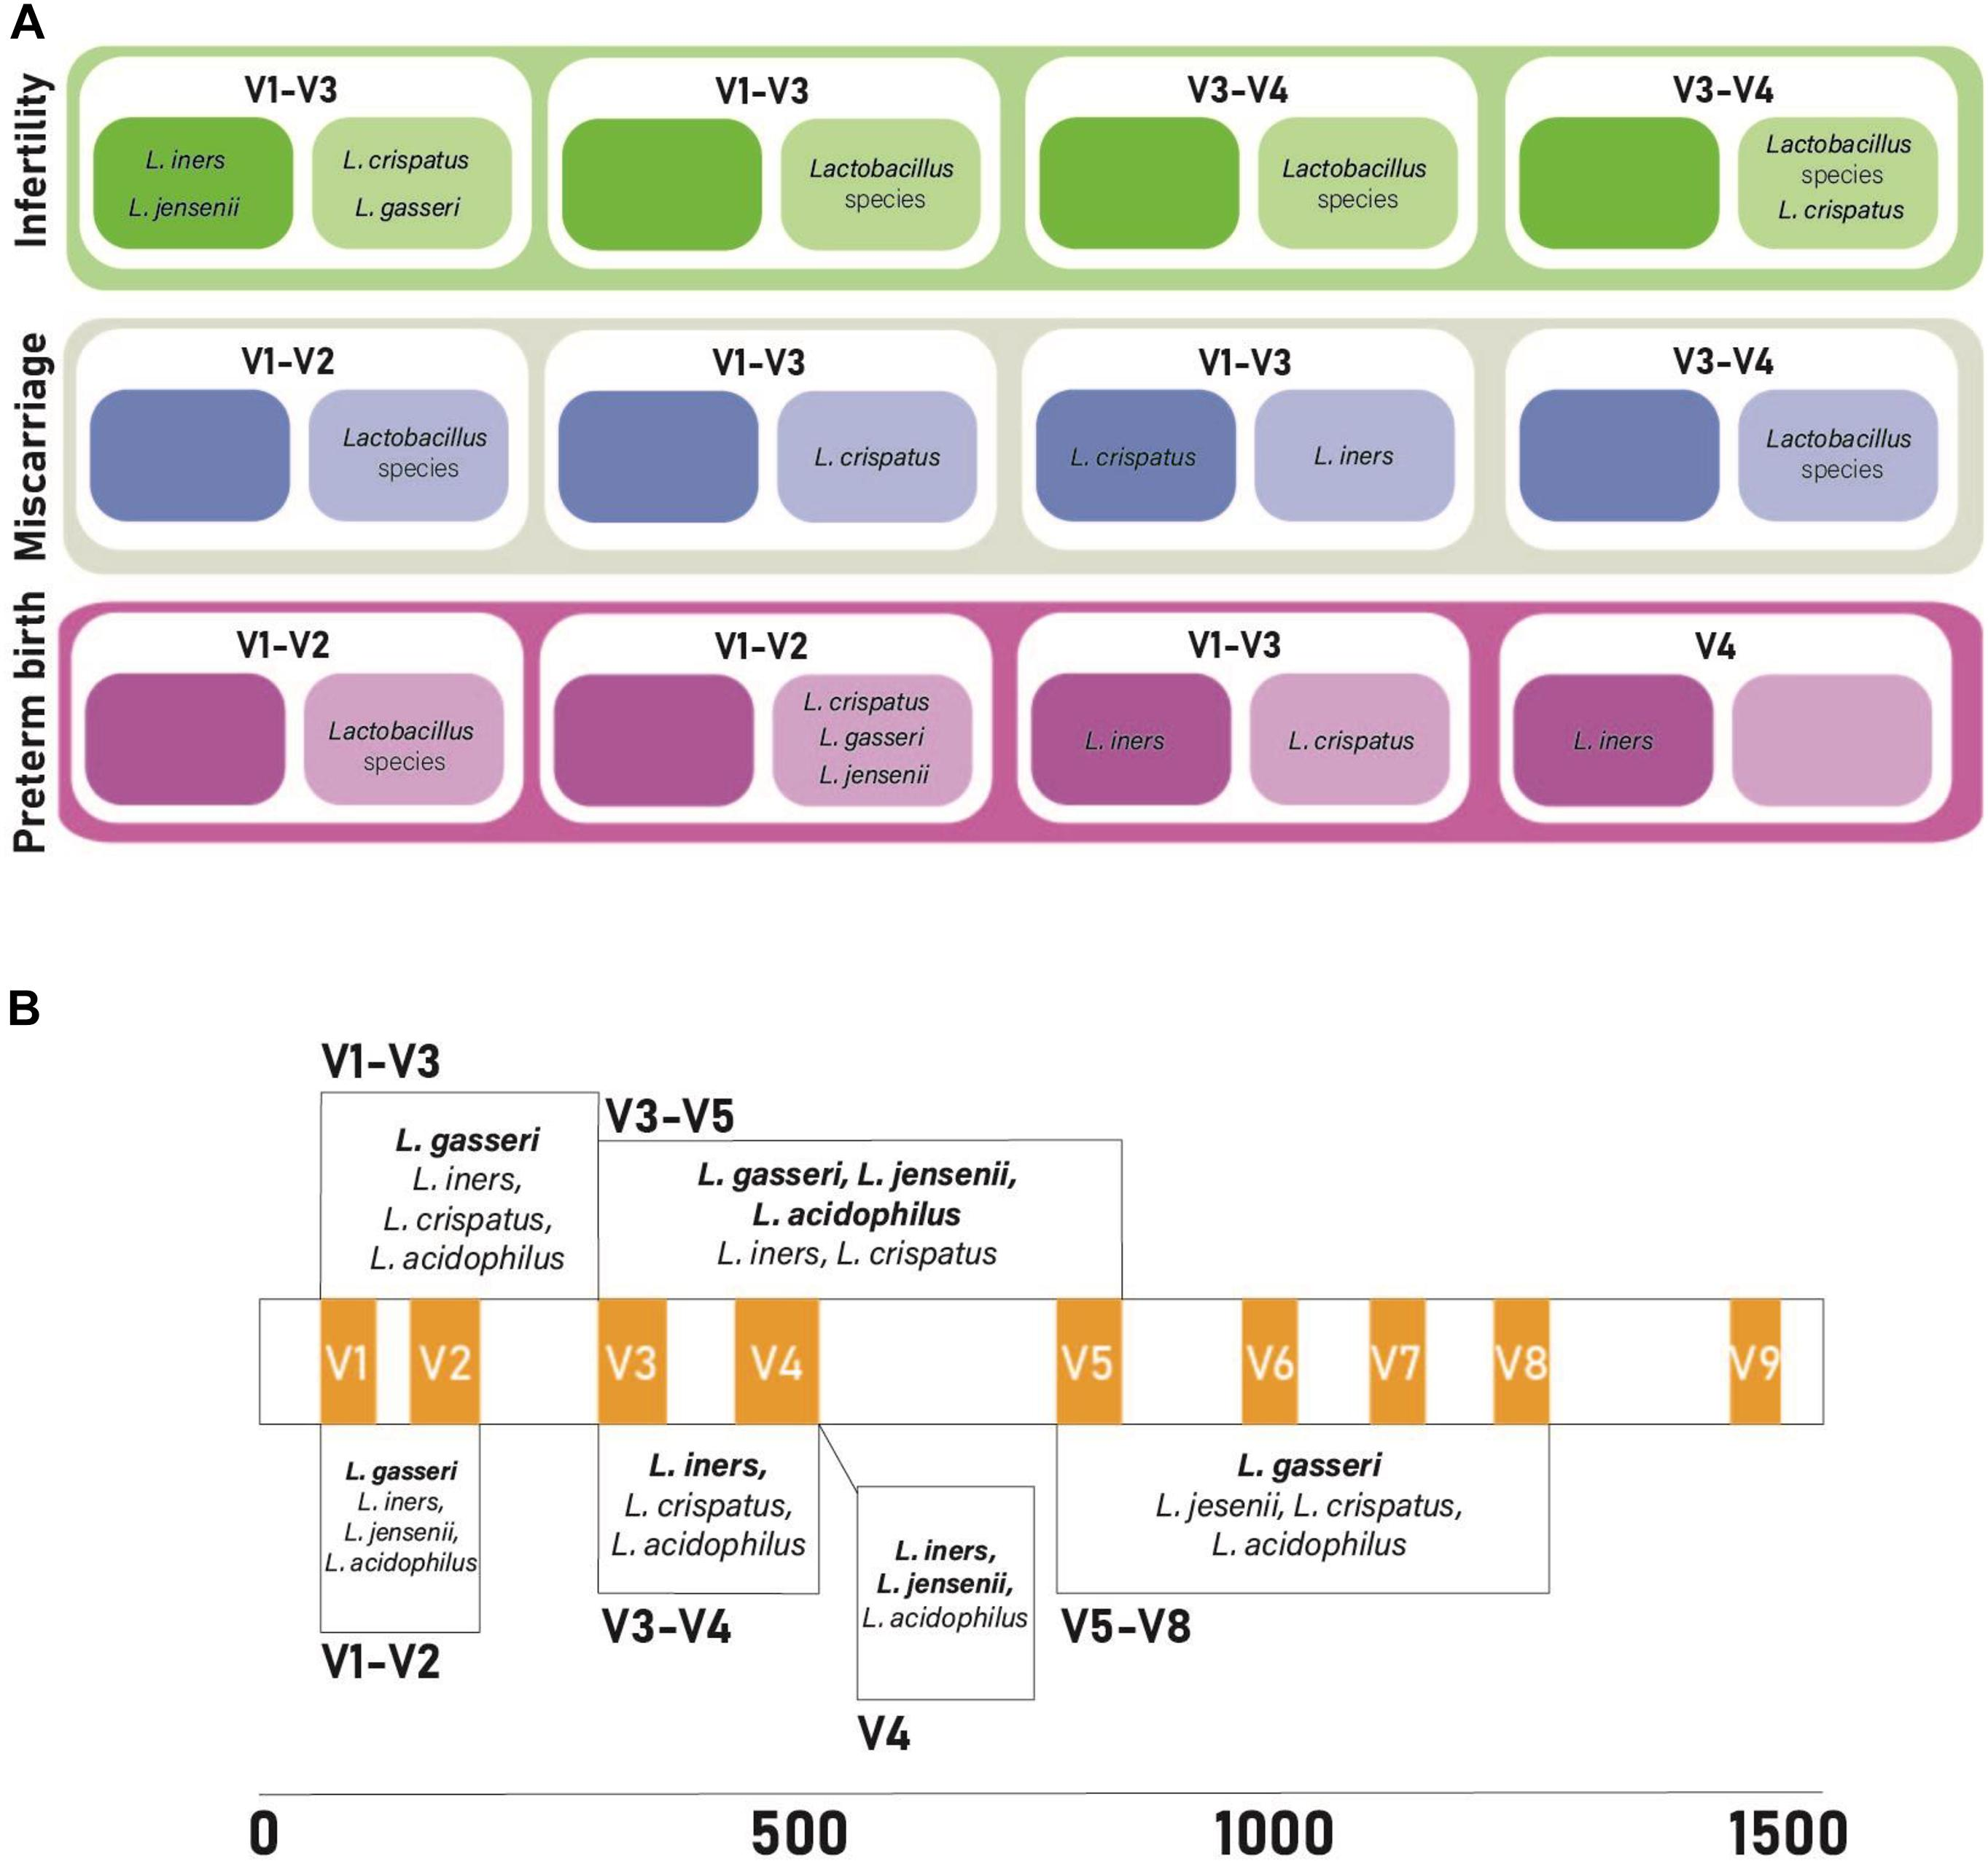 A
Infertility
V1-V3
L. iners
L. jensenii
L. crispatus
L. gasseri
V1-V3
Lactobacillus
species
V3-V4
Lactobacillus
species
V3-V4
Lactobacillus
species
L. crispatus
Miscarriage
V1-V2
Lactobacillus
species
V1-V3
L. crispatus
V1-V3
L. crispatus
L. iners
V3-V4
Lactobacillus
species
Preterm birth
V1-V2
Lactobacillus
species
V1-V2
L. crispatus
L. gasseri
L. jensenii
V1-V3
L. iners
L. crispatus
V4
L. iners
B
V1-V3
L. gasseri
L. iners,
L. crispatus,
L. acidophilus
V3-V5
L. gasseri, L. jensenii,
L. acidophilus
L. iners, L. crispatus
V1 V2 V3 V4 V5 V6 V7 V8 V9
L. gasseri
L. iners,
L. jensenii,
L. acidophilus
V1-V2
L. iners,
L. crispatus,
L. acidophilus
V3-V4
L. iners,
L. jensenii,
L. acidophilus
V4
L. gasseri
L. jesenii, L. crispatus,
L. acidophilus
V5-V8
0 500 1000 1500